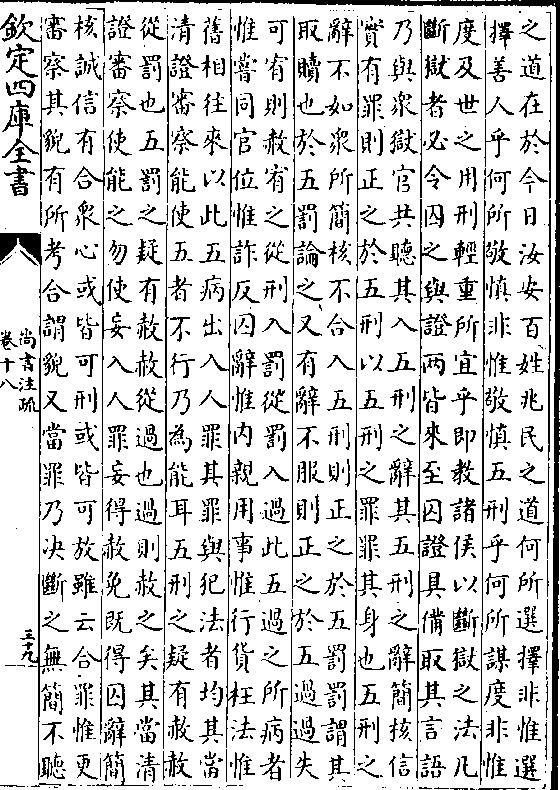 之道在於今日汝安百姓兆民之道何所選擇非惟選
擇善人乎何所敬慎非惟敬慎五刑乎何所謀度非惟
度及世之用刑輕重所宜乎即教諸侯以斷獄之法凡
斷獄者必令囚之與證兩皆來至囚證具備取其言語
乃與衆獄官共聽其入五刑之辭其五刑之辭簡核信
實有罪則正之於五刑以五刑之罪罪其身也五刑之
辭不如衆所簡核不合入五刑則正之於五罰罰謂其
取贖也於五罰論之又有辭不服則正之於五過過失
可宥則赦宥之從刑入罰從罰入過此五過之所病者
惟嘗同官位惟詐反囚辭惟内親用事惟行貨枉法惟
舊相往來以此五病出入人罪其罪與犯法者均其當
清證審察能使五者不行乃為能耳五刑之疑有赦赦
從罰也五罰之疑有赦赦從過也過則赦之矣其當清
證審察使能之勿使妄入人罪妄得赦免既得囚辭簡
核誠信有合衆心或皆可刑或皆可放雖云合罪惟更
審察其貌有所考合謂貌又當罪乃決斷之無簡不聽
欽定四庫全書
尚書注疏
卷十八
三十九